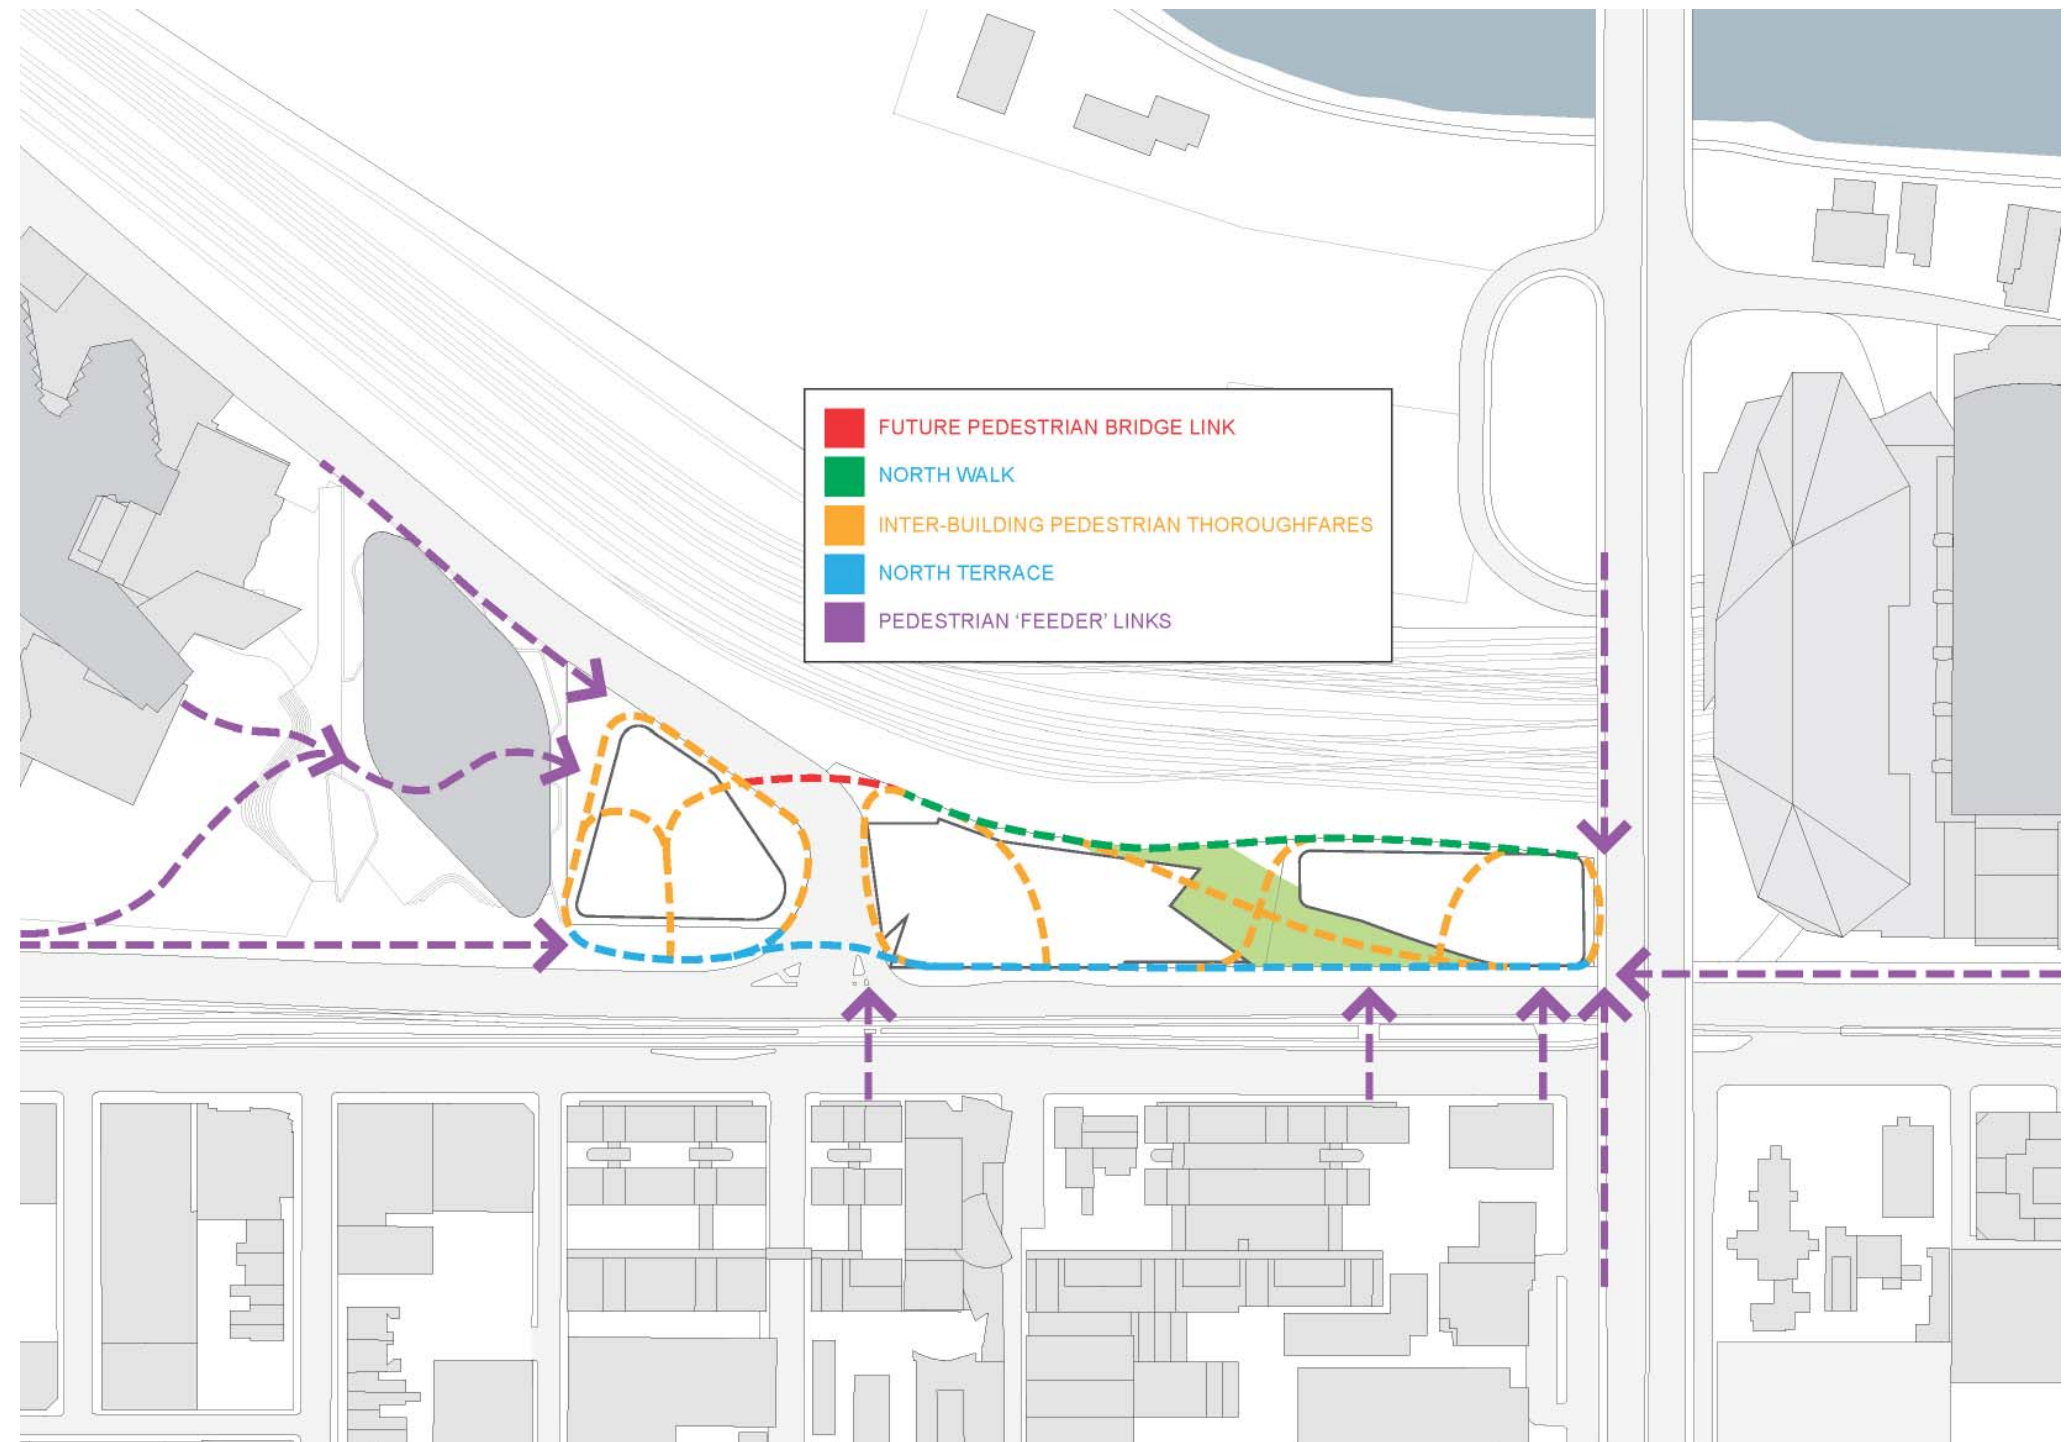 FUTURE PEDESTRIAN BRIDGE LINK
NORTH WALK
INTER-BUILDING PEDESTRIAN THOROUGHFARES
NORTH TERRACE
PEDESTRIAN ‘FEEDER’ LINKS